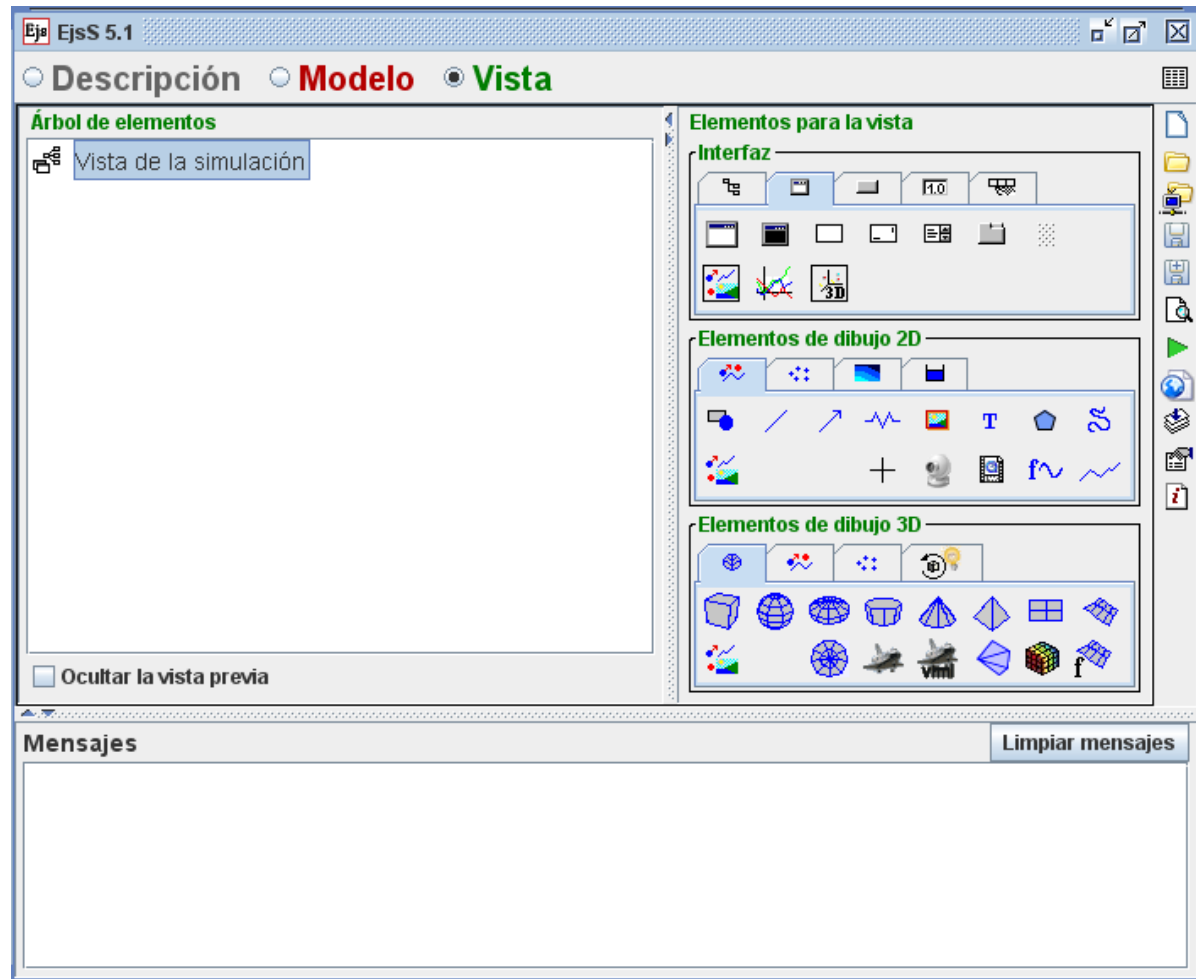 Ejs EjsS 5.1
Descripción Modelo Vista
Árbol de elementos
Vista de la simulación
Ocultar la vista previa
Elementos para la vista
Interfaz
1.0
3D
Elementos de dibujo 2D
T
f
Elementos de dibujo 3D
vrml
f
i
Mensajes
Limpiar mensajes